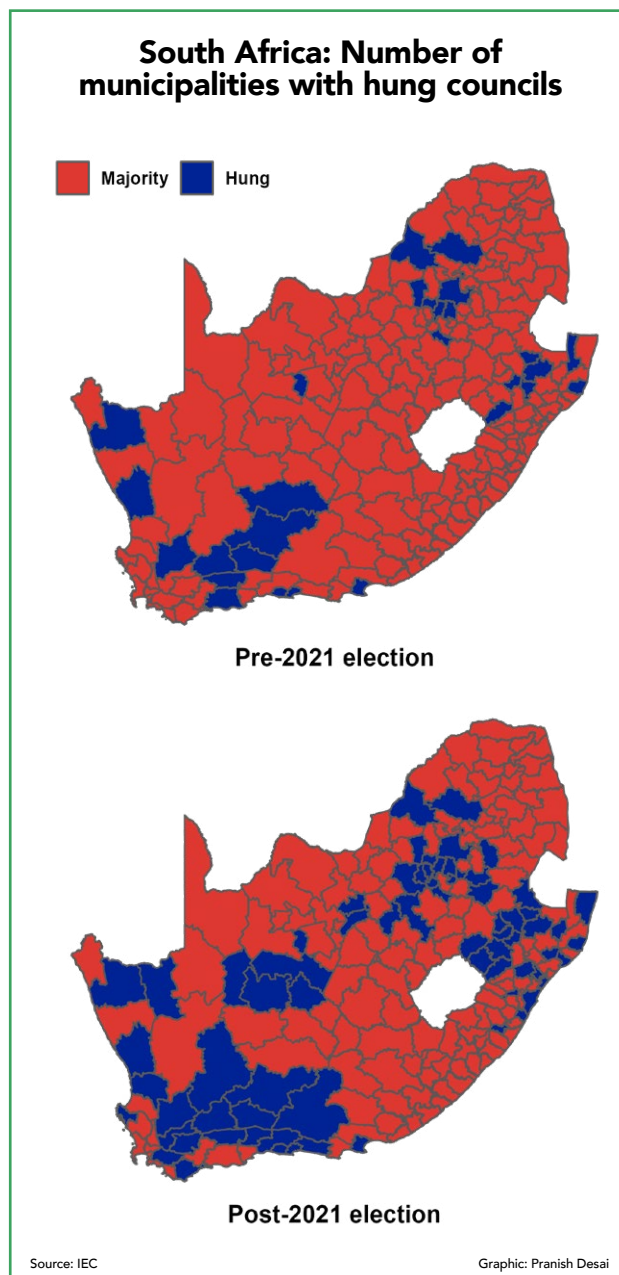 South Africa: Number of
municipalities with hung councils
Majority Hung
Pre-2021 election
Post-2021 election
Source: IEC Graphic: Pranish Desai